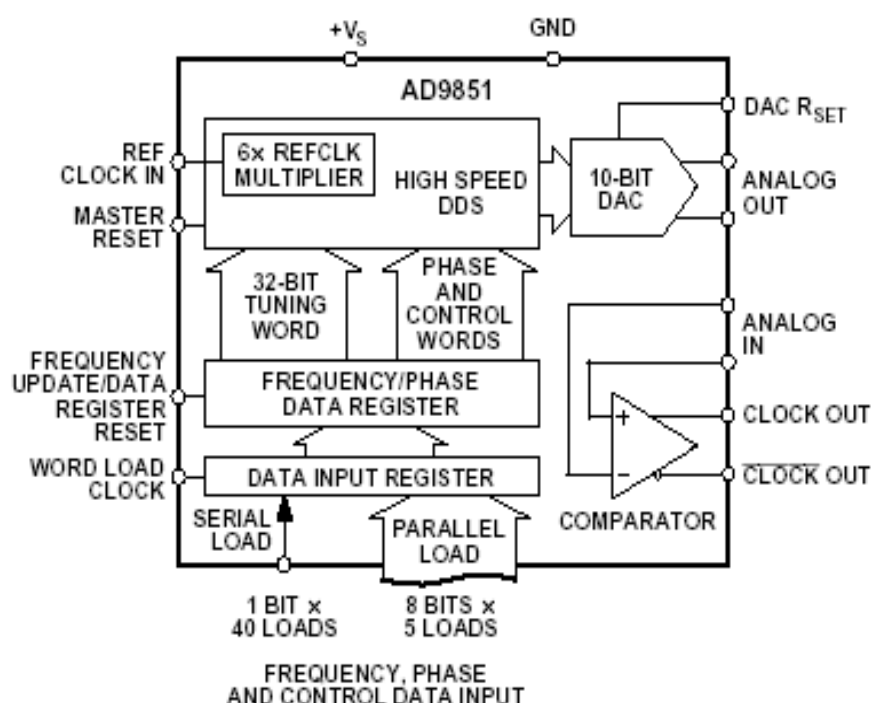 +VS
GND
AD9851
DAC RSET
REF
CLOCK IN
6× REFCLK
MULTIPLIER
HIGH SPEED
DDS
10-BIT
DAC
ANALOG
OUT
MASTER
RESET
32-BIT
TUNING
WORD
PHASE
AND
CONTROL
WORDS
ANALOG
IN
FREQUENCY
UPDATE/DATA
REGISTER
RESET
FREQUENCY/PHASE
DATA REGISTER
+
CLOCK OUT
WORD LOAD
CLOCK
DATA INPUT REGISTER
–
CLOCK OUT
SERIAL
LOAD
PARALLEL
LOAD
COMPARATOR
1 BIT ×
40 LOADS
8 BITS ×
5 LOADS
FREQUENCY, PHASE
AND CONTROL DATA INPUT